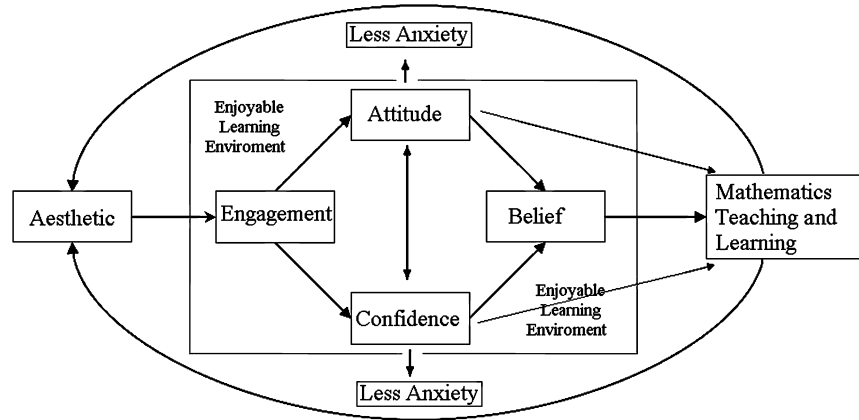 Less Anxiety
Enjoyable
Learning
Enviroment
Attitude
Aesthetic
Engagement
Belief
Mathematics
Teaching and
Learning
Confidence
Enjoyable
Learning
Enviroment
Less Anxiety